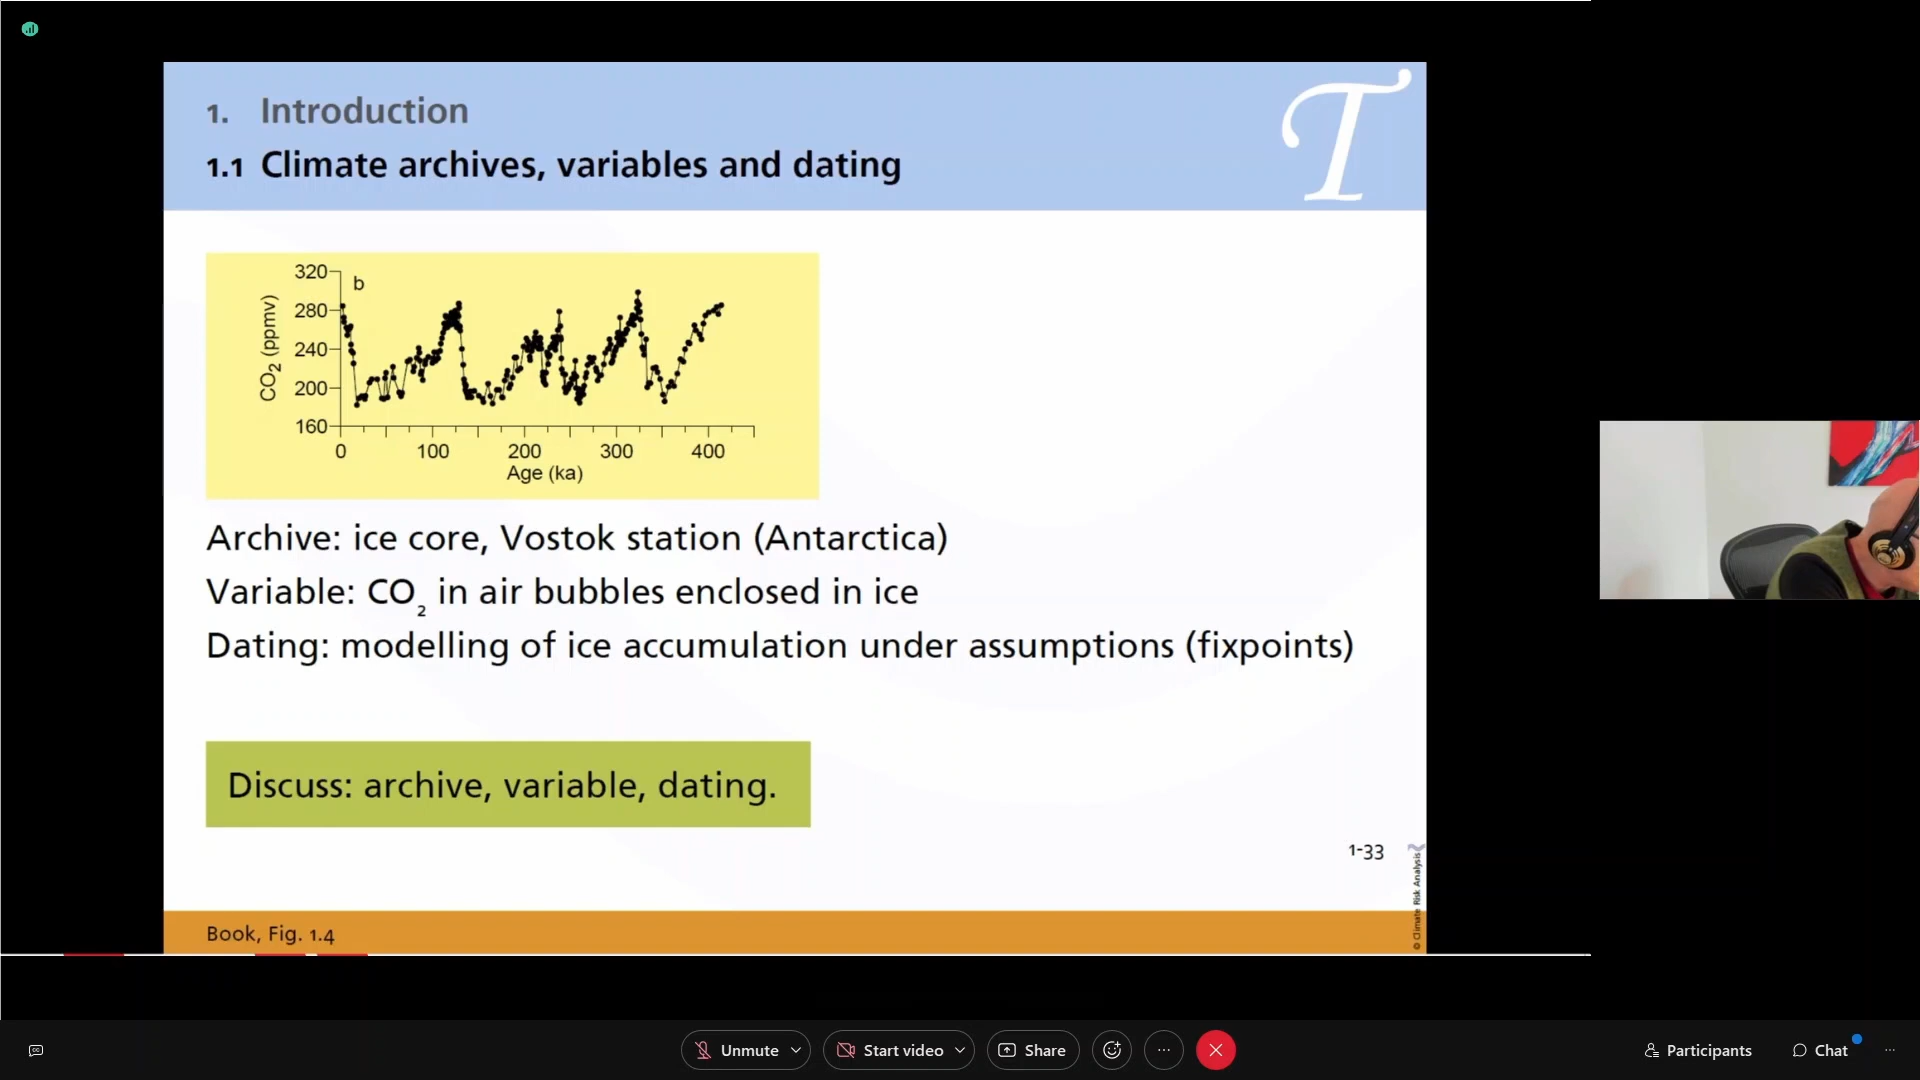 1. Introduction
T
1.1 Climate archives, variables and dating
b
320
280
240
200
160
CO2 (ppmv)
0 100 200 300 400
Age (ka)
Archive: ice core, Vostok station (Antarctica)
Variable: CO2 in air bubbles enclosed in ice
Dating: modelling of ice accumulation under assumptions (fixpoints)
Discuss: archive, variable, dating.
1-33
© Climate Risk Analysis
Book, Fig. 1.4
Unmute
Start video
Share
Participants
Chat